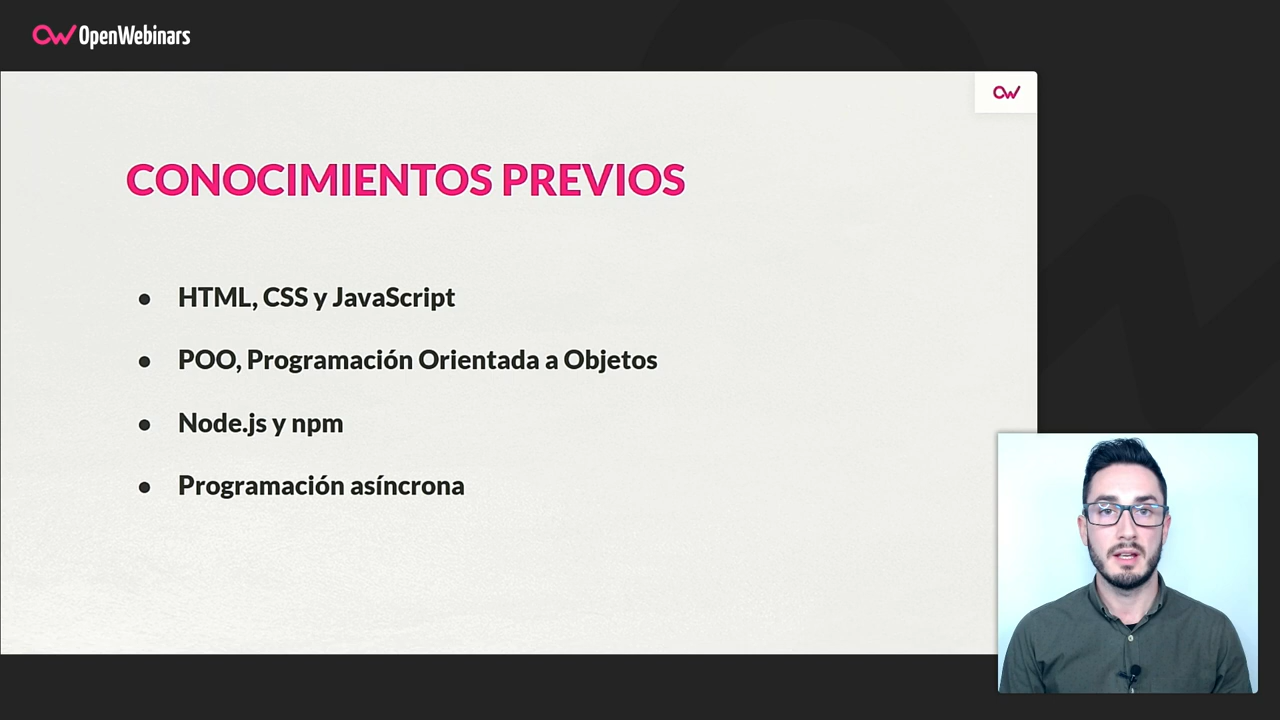 OpenWebinars
CONOCIMIENTOS PREVIOS
● HTML, CSS y JavaScript
● POO, Programación Orientada a Objetos
● Node.js y npm
● Programación asíncrona